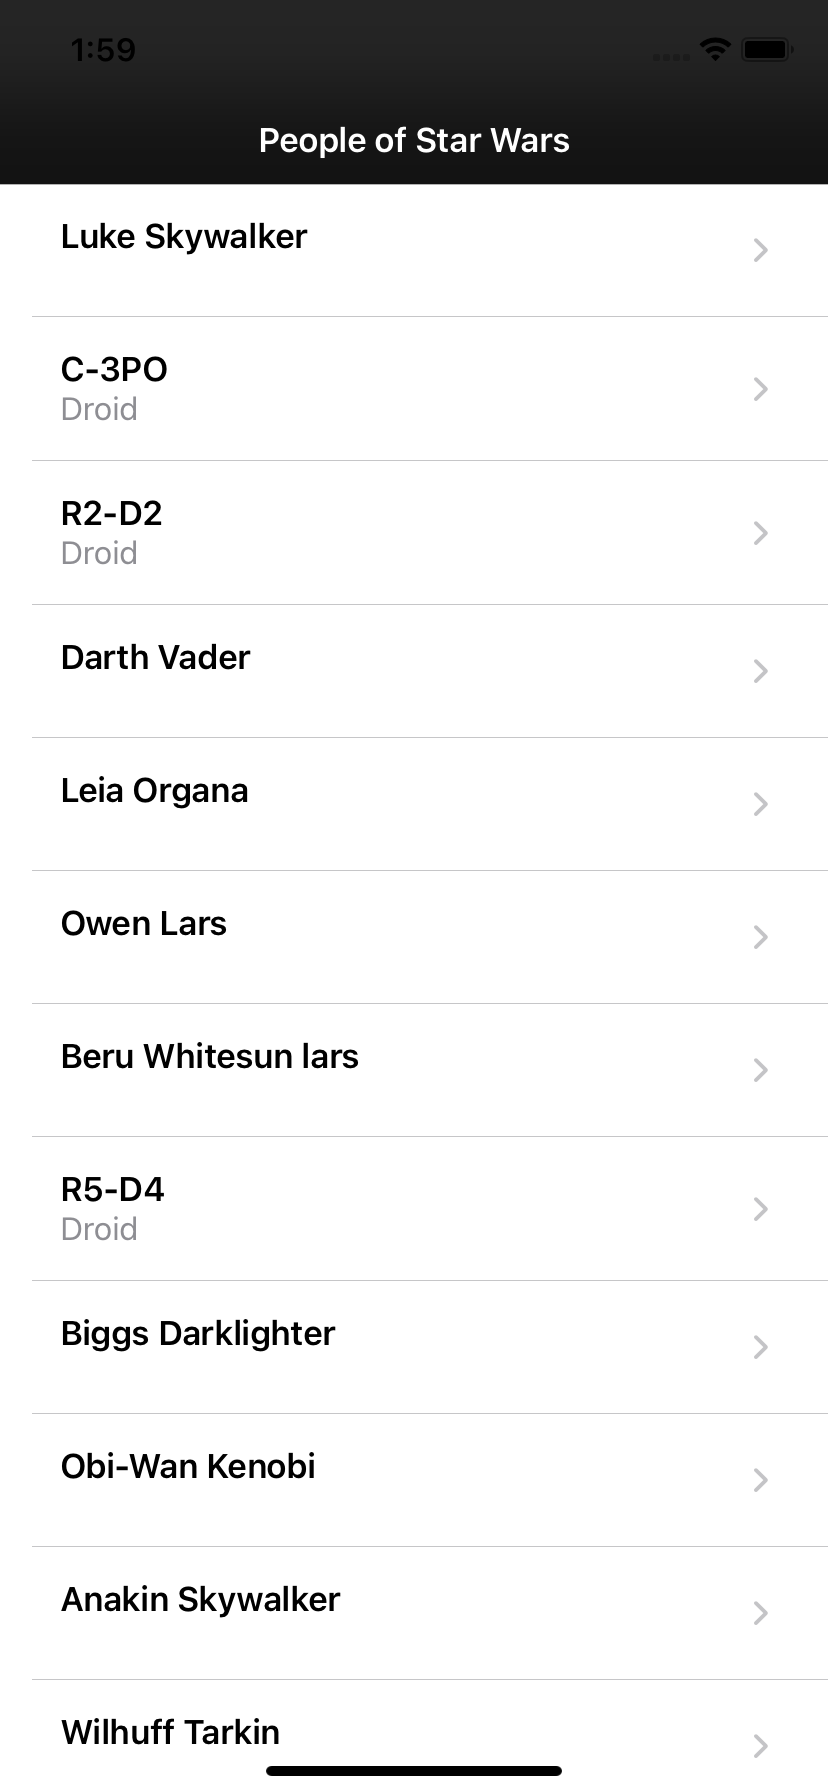 1:59
People of Star Wars
Luke Skywalker
C-3PO
Droid
R2-D2
Droid
Darth Vader
Leia Organa
Owen Lars
Beru Whitesun lars
R5-D4
Droid
Biggs Darklighter
Obi-Wan Kenobi
Anakin Skywalker
Wilhuff Tarkin